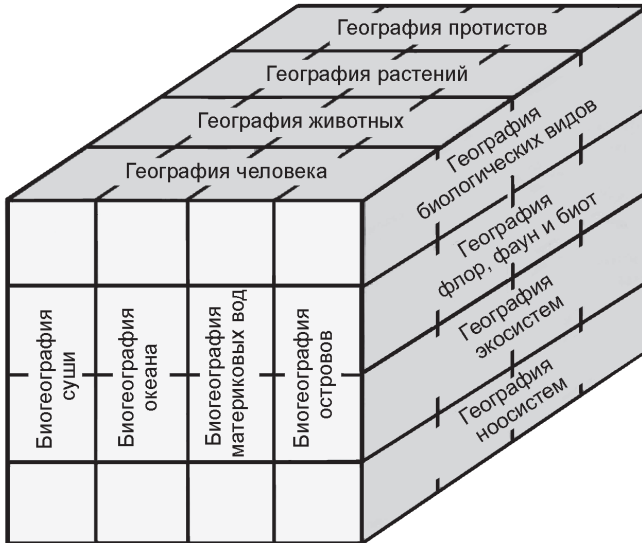 География протистов
География растений
География животных
География человека
География
биологических видов
География
флор, фаун и биот
География
экосистем
География
ноосистем
Биогеография
суши
Биогеография
океана
Биогеография
материковых вод
Биогеография
островов